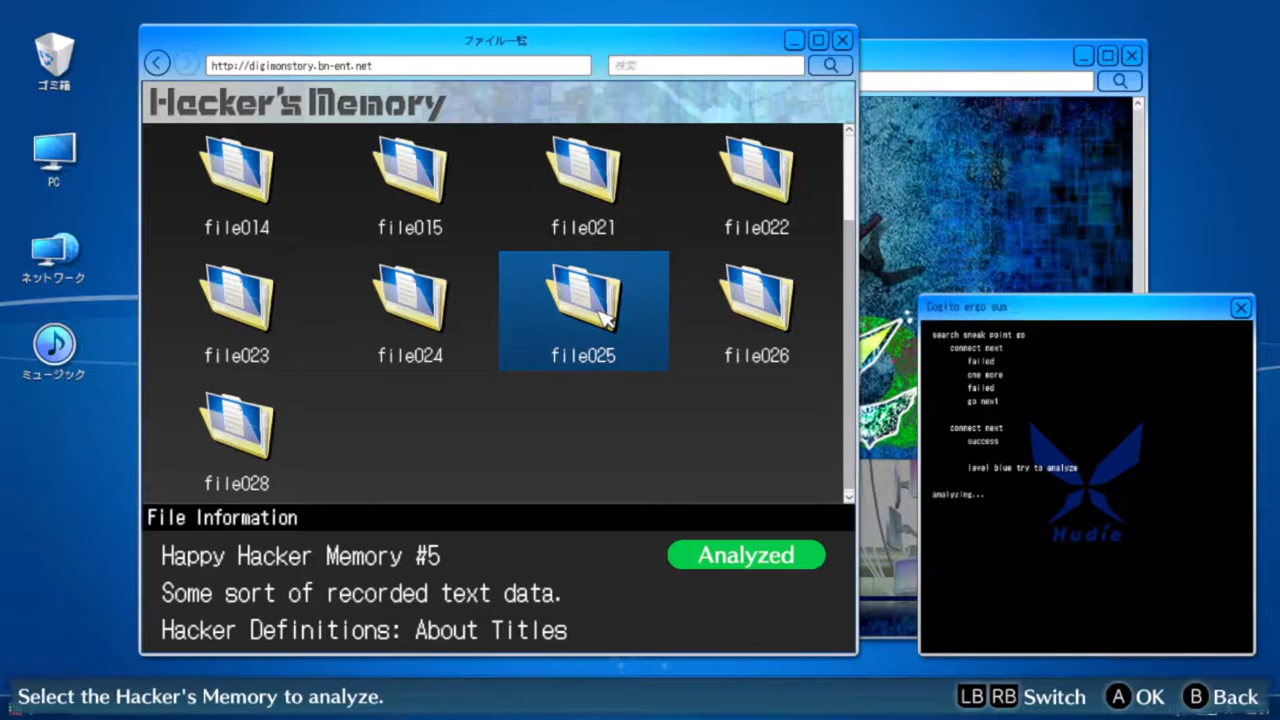 ファイル一覧
http://digimonstory.bn-ent.net
検索
Hacker's Memory
ゴミ箱
PC
ネットワーク
ミュージック
file014
file015
file021
file022
file023
file024
file025
file026
file028
File Information
Happy Hacker Memory #5
Analyzed
Some sort of recorded text data.
Hacker Definitions: About Titles
Cogito ergo sum
search sneak point go
connect next
failed
one more
failed
go next
connect next
success
level blue try to analyze
analyzing...
Hudie
Select the Hacker's Memory to analyze.
LB RB Switch A OK B Back